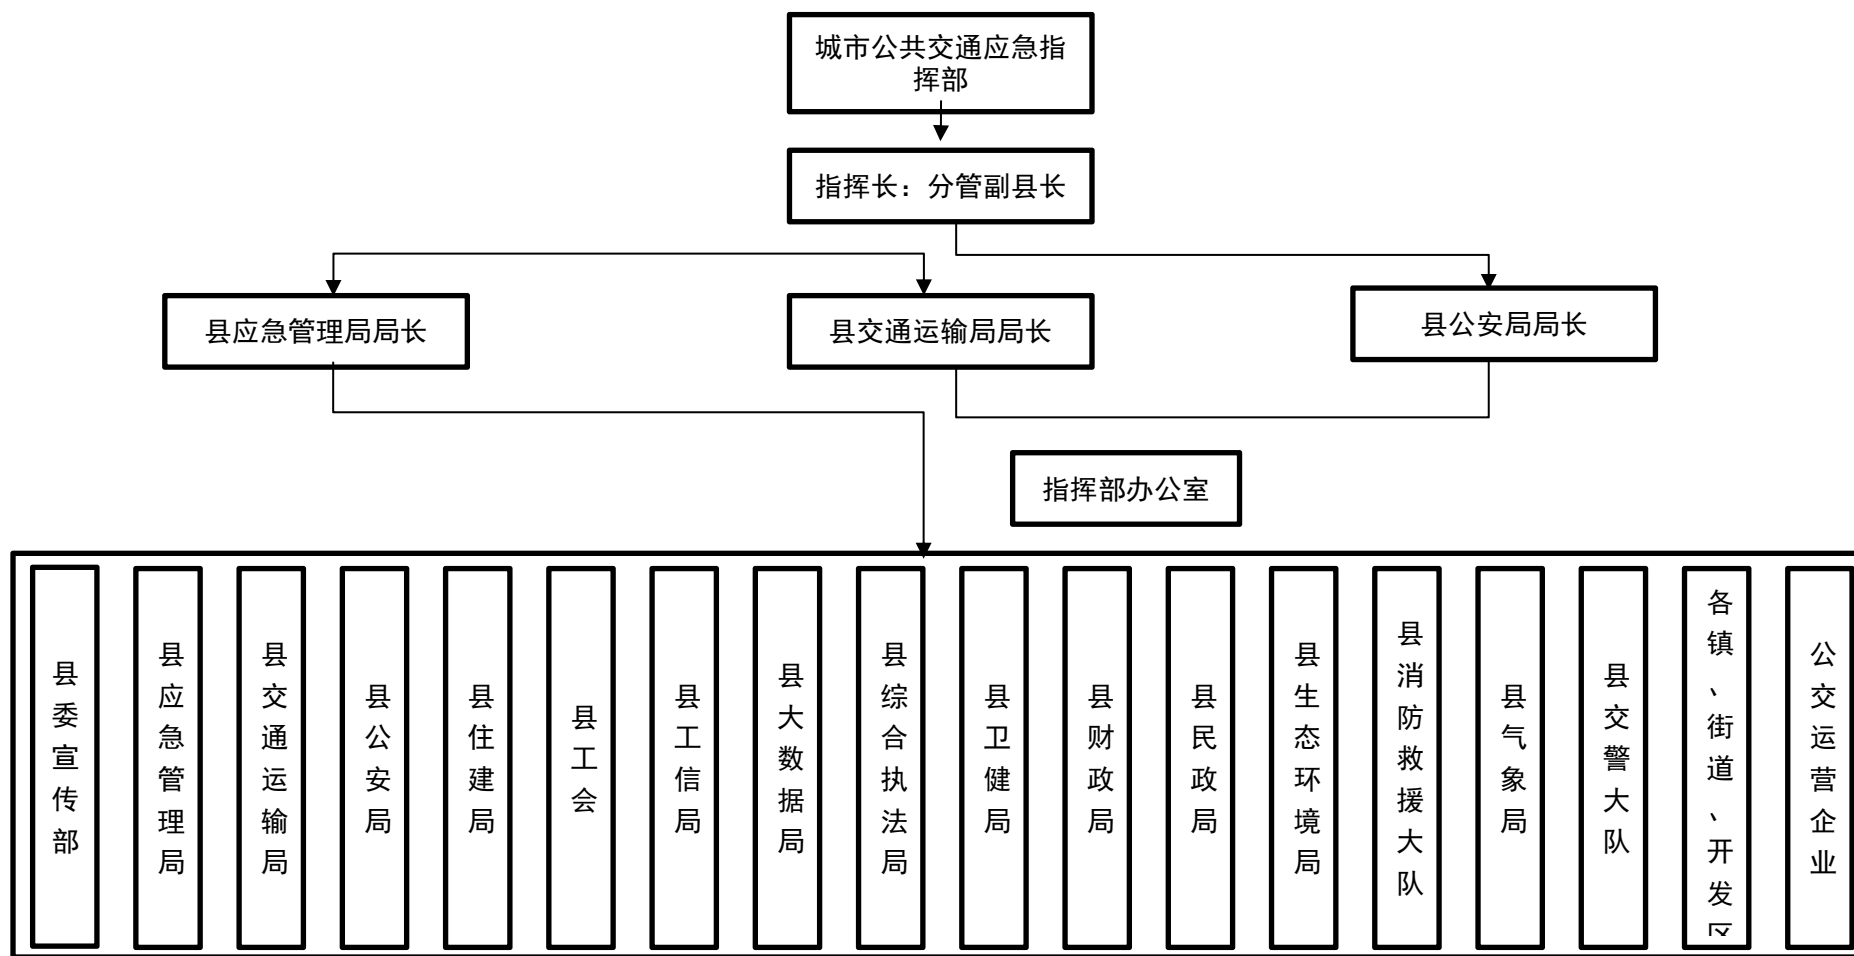 城市公共交通应急指
挥部
指挥长：分管副县长
县应急管理局局长
县交通运输局局长
县公安局局长
指挥部办公室
县委宣传部
县应急管理局
县交通运输局
县公安局
县住建局
县工会
县工信局
县大数据局
县综合执法局
县卫健局
县财政局
县民政局
县生态环境局
县消防救援大队
县气象局
县交警大队
各镇、街道、开发区
公交运营企业